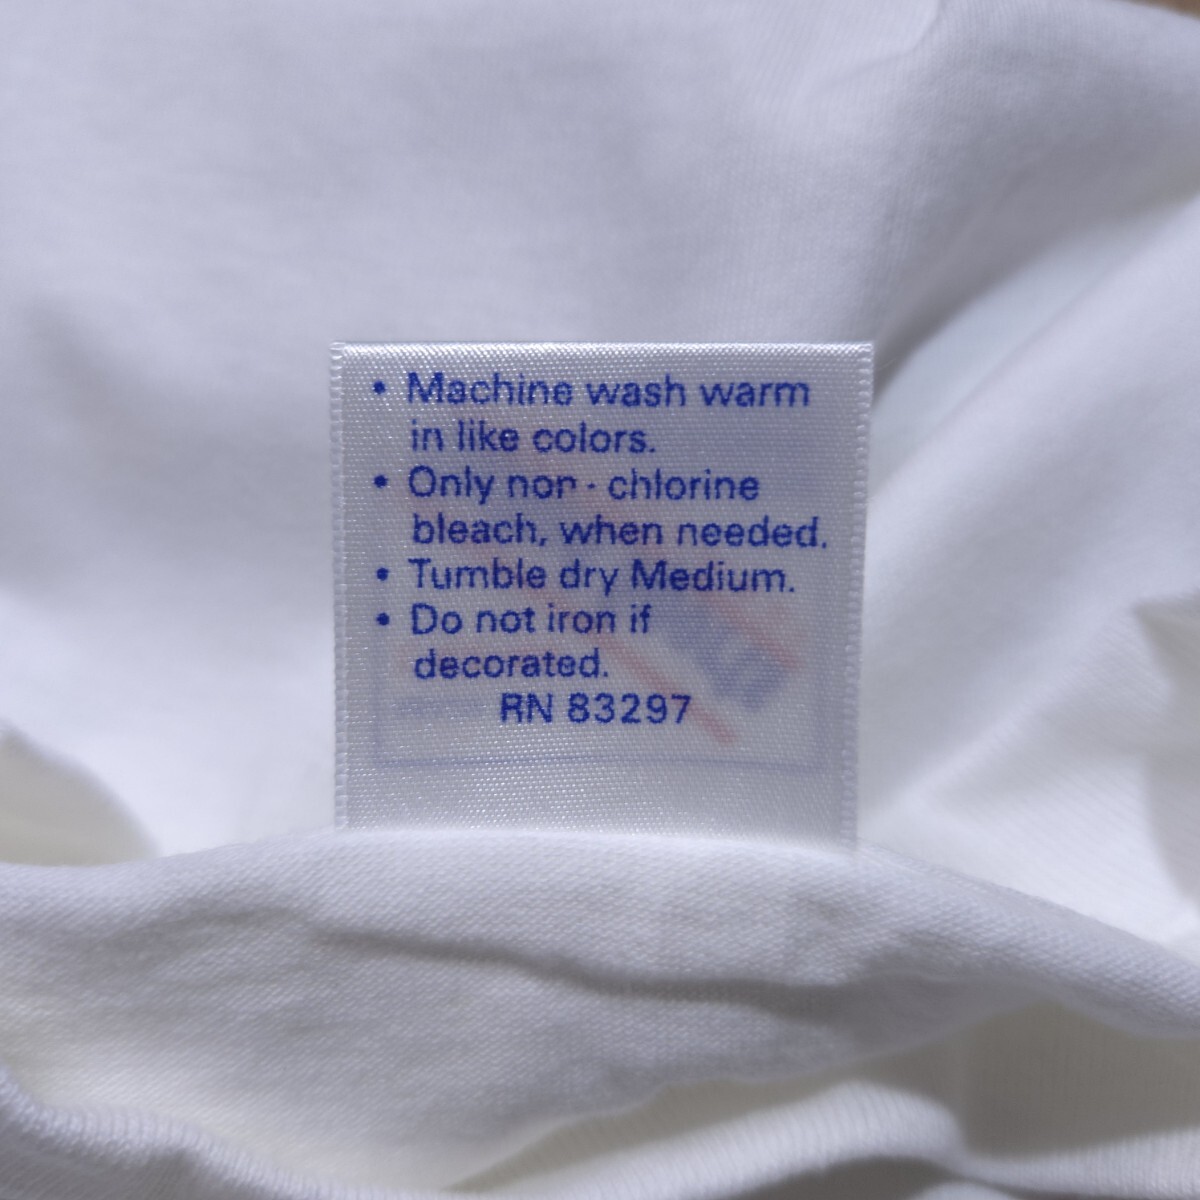 • Machine wash warm
in like colors.
• Only non - chlorine
bleach, when needed.
• Tumble dry Medium.
• Do not iron if
decorated.
RN 83297